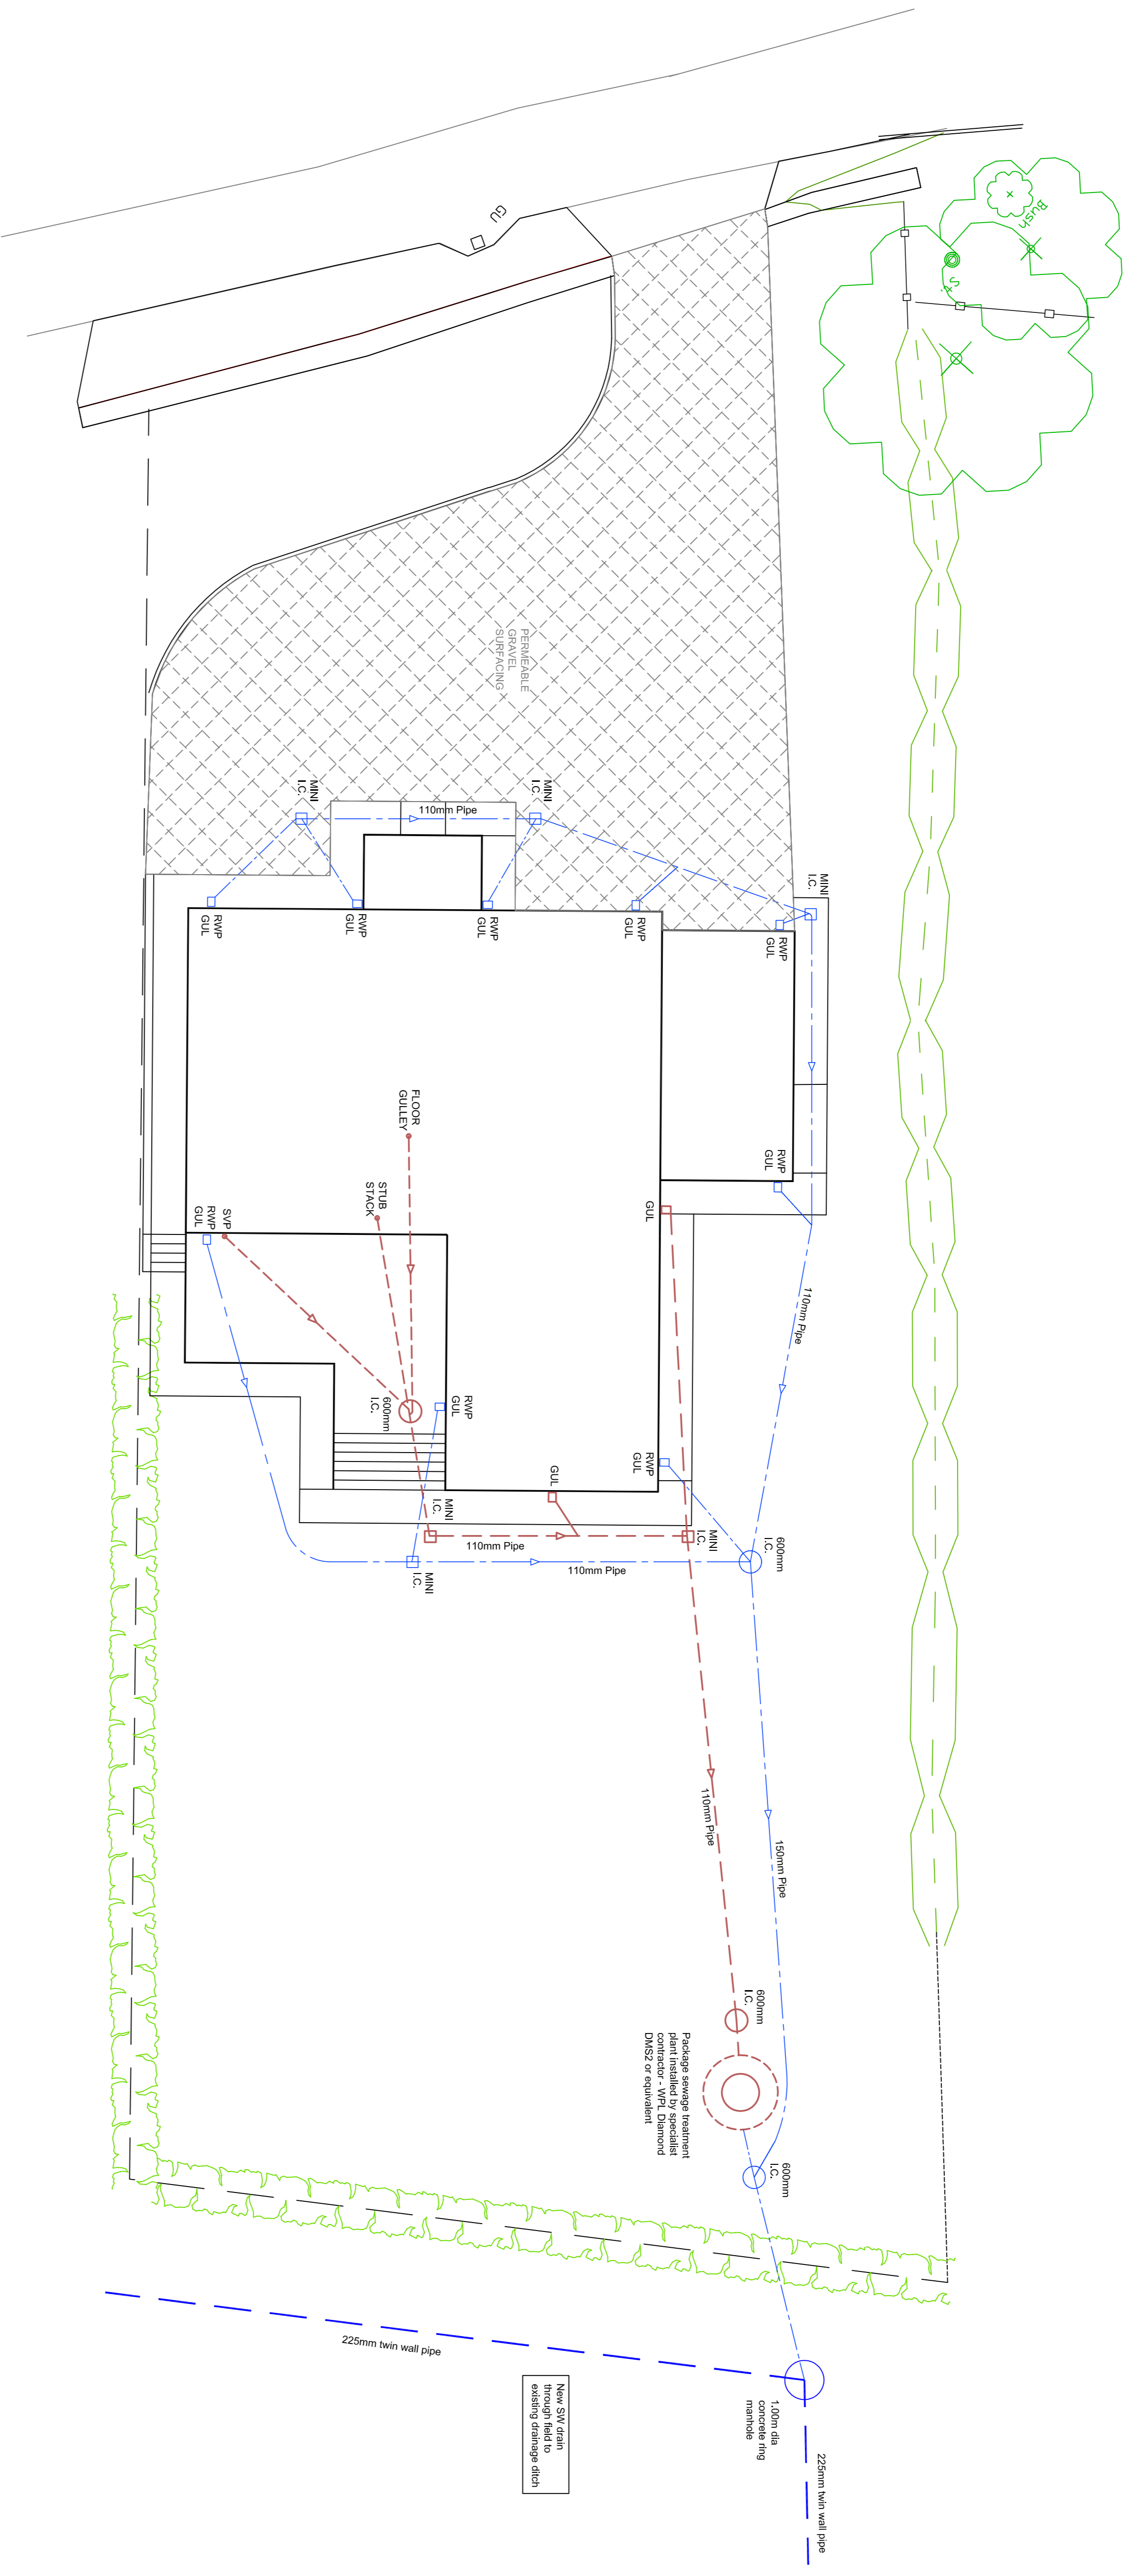 GU
Bush
PERMEABLE
GRAVEL
SURFACING
MINI
I.C.
110mm Pipe
MINI
I.C.
MINI
I.C.
RWP
GUL
RWP
GUL
RWP
GUL
RWP
GUL
RWP
GUL
FLOOR
GULLEY
STUB
STACK
SVP
RWP
GUL
RWP
GUL
GUL
110mm Pipe
600mm
I.C.
RWP
GUL
RWP
GUL
GUL
MINI
I.C.
110mm Pipe
MINI
I.C.
MINI
I.C.
110mm Pipe
600mm
I.C.
110mm Pipe
150mm Pipe
600mm
I.C.
Package sewage treatment
plant installed by specialist
contractor - WPL Diamond
DMS2 or equivalent
600mm
I.C.
225mm twin wall pipe
New SW drain
through field to
existing drainage ditch
1.00m dia
concrete ring
manhole
225mm twin wall pipe